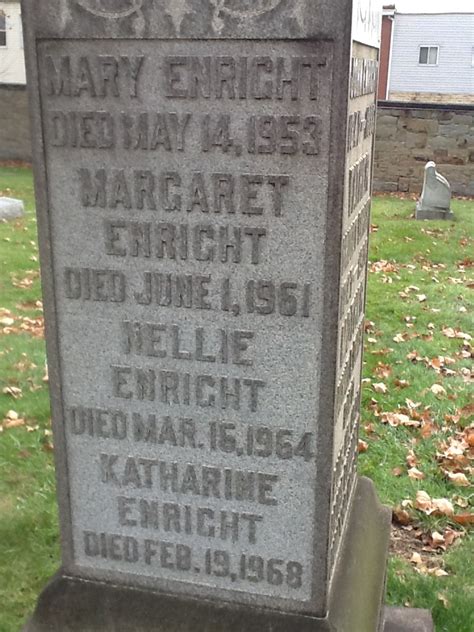 MARY ENRIGHT
DIED MAY 14, 1953
MARGARET
ENRIGHT
DIED JUNE 1, 1961
NELLIE
ENRIGHT
DIED MAR. 16, 1964
KATHARINE
ENRIGHT
DIED FEB. 19, 1968